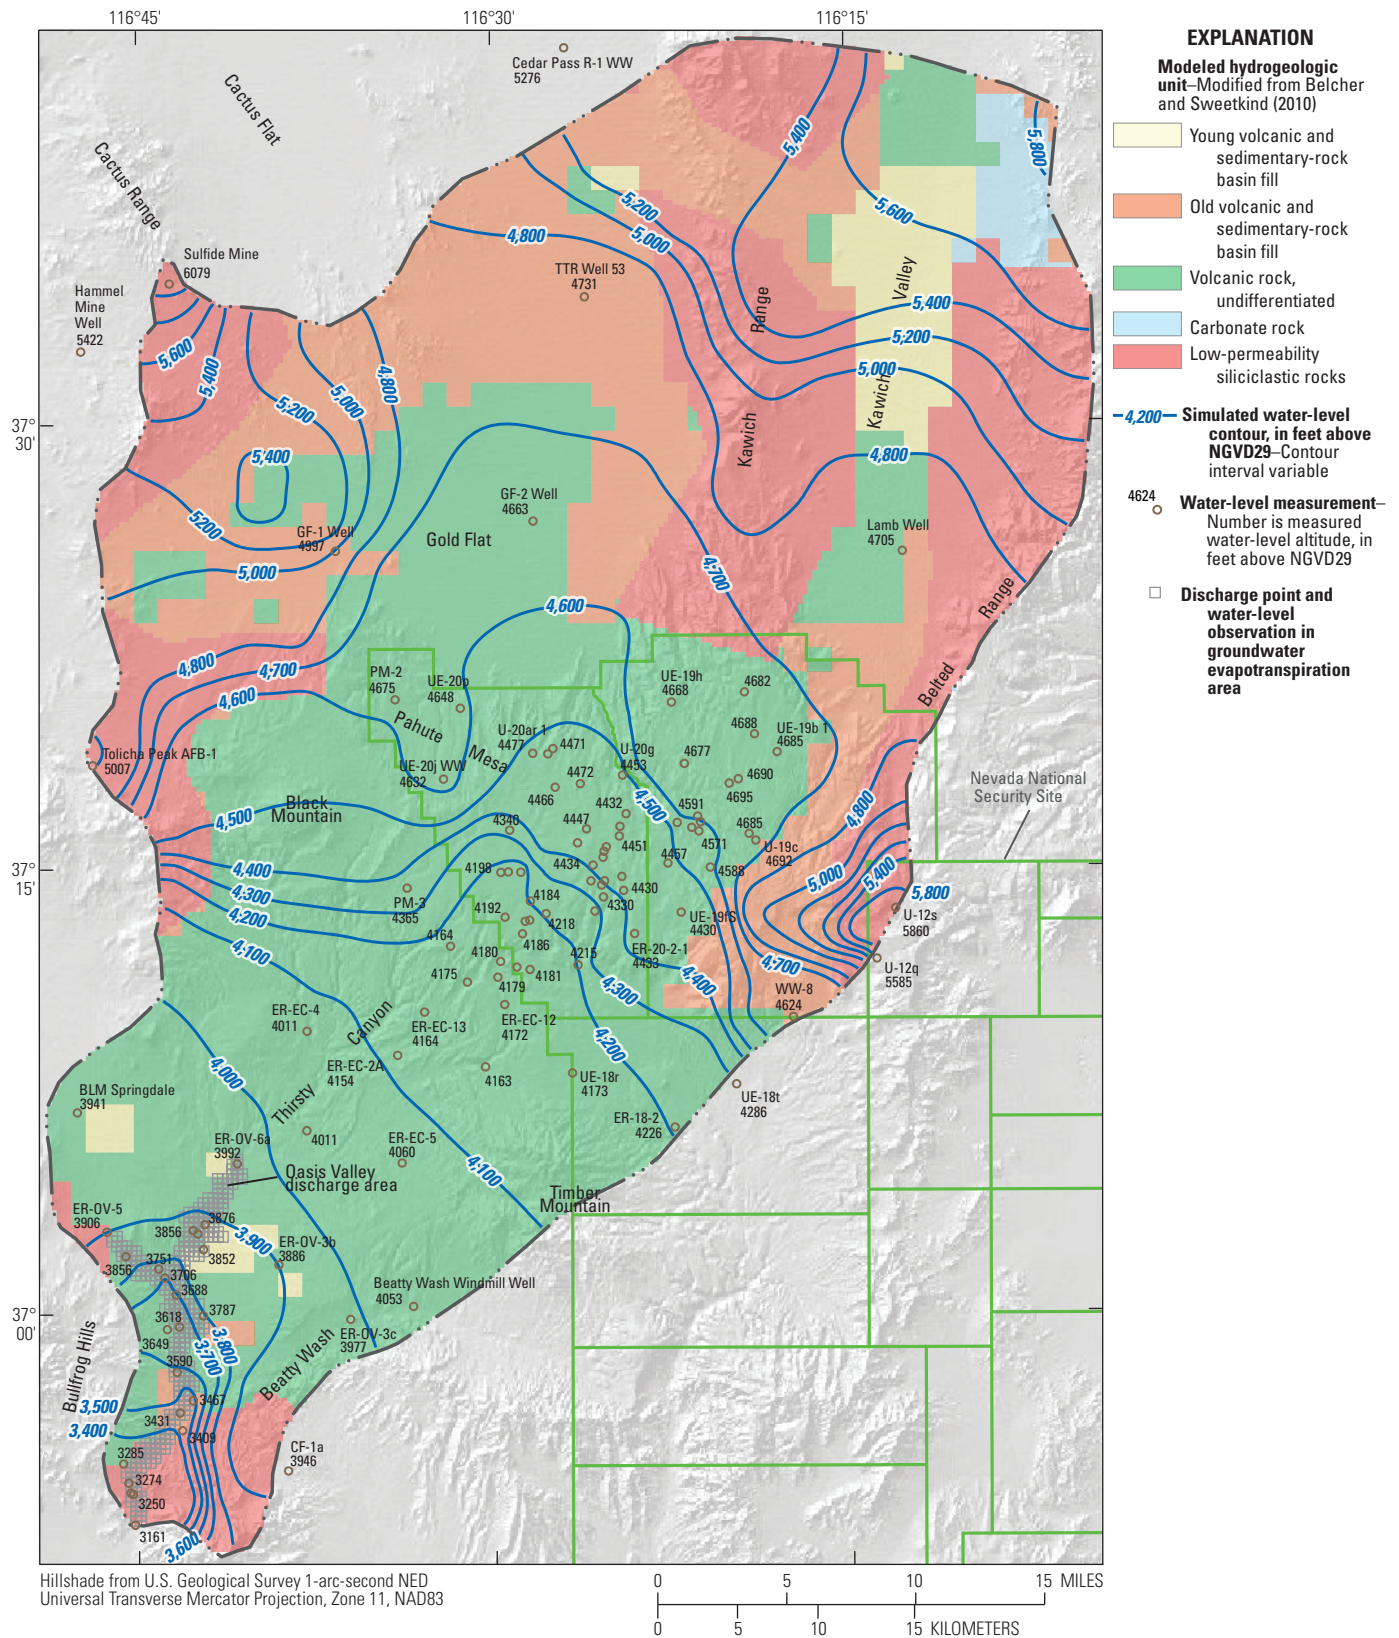 116°45' 116°30' 116°15'
Cedar Pass R-1 WW
5276
Cactus Flat
Cactus Range
5,400
5,800
5,600
5,200
5,000
4,800
Sulfide Mine
6079
TTR Well 53
4731
Hammel
Mine
Well
5422
Kawich Range
Kawich Valley
5,400
5,200
5,000
4,800
5,600
5,400
5,200
5,000
4,800
37°
30'
5,400
5200
GF-1 Well
4997
GF-2 Well
4663
Gold Flat
Lamb Well
4705
5,000
4,700
4,600
Belted Range
4,800
4,700
4,600
PM-2
4675
UE-20p
4648
UE-19h
4668
4682
Pahute Mesa
U-20ar 1
4477
4471
4688
UE-19b 1
4685
Tolicha Peak AFB-1
5007
UE-20j WW
4632
4472
U-20g
4453
4677
4690
4695
4466
Nevada National
Security Site
Black
Mountain
4,500
4,500
4432
4591
4,800
4340
4447
4451
4571
4685
U-19c
4692
37°
15'
4,400
4198
4434
4457
4588
5,000
5,400
5,800
4,300
4,200
PM-3
4365
4184
4430
4330
4192
4218
UE-19fS
4430
U-12s
5860
4,100
4164
4186
ER-20-2-1
4433
4180
4215
4,700
U-12q
5585
4175
4181
4179
4,400
4,300
WW-8
4624
ER-EC-4
4011
Thirsty Canyon
ER-EC-13
4164
ER-EC-12
4172
4,200
4,000
ER-EC-2A
4154
4163
UE-18r
4173
UE-18t
4286
BLM Springdale
3941
ER-18-2
4226
4011
ER-OV-6a
3992
ER-EC-5
4060
4,100
Oasis Valley
discharge area
Timber
Mountain
ER-OV-5
3906
3876
3856
3,900
ER-OV-3b
3886
3856
3751
3852
3706
3688
Beatty Wash Windmill Well
4053
3787
3618
37°
00'
3649
3,800
3,700
ER-OV-3c
3977
Bullfrog Hills
Beatty Wash
3590
3,500
3467
3431
3,400
3409
3285
CF-1a
3946
3274
3250
3161
3,600
Hillshade from U.S. Geological Survey 1-arc-second NED
Universal Transverse Mercator Projection, Zone 11, NAD83
0 5 10 15 MILES
0 5 10 15 KILOMETERS
EXPLANATION
Modeled hydrogeologic
unit–Modified from Belcher
and Sweetkind (2010)
Young volcanic and
sedimentary-rock
basin fill
Old volcanic and
sedimentary-rock
basin fill
Volcanic rock,
undifferentiated
Carbonate rock
Low-permeability
siliciclastic rocks
4,200 Simulated water-level
contour, in feet above
NGVD29–Contour
interval variable
4624 Water-level measurement–
Number is measured
water-level altitude, in
feet above NGVD29
Discharge point and
water-level
observation in
groundwater
evapotranspiration
area